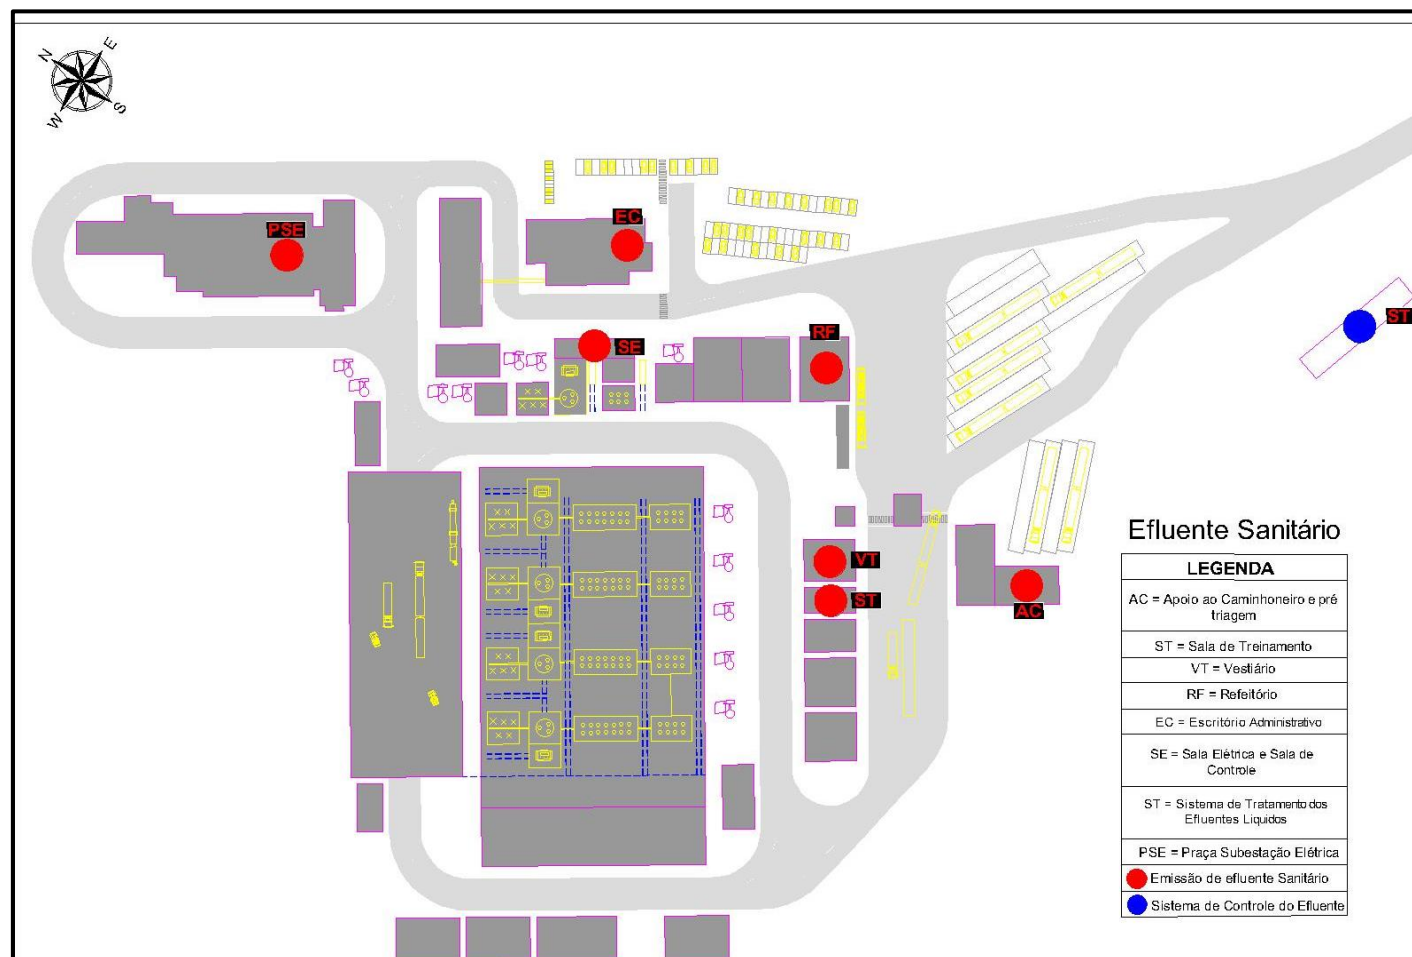 N
E
W
S
PSE
EC
SE
RF
ST
VT
ST
AC
Efluente Sanitário
LEGENDA
AC = Apoio ao Caminhoneiro e pré
triagem
ST = Sala de Treinamento
VT = Vestiário
RF = Refeitório
EC = Escritório Administrativo
SE = Sala Elétrica e Sala de
Controle
ST = Sistema de Tratamento dos
Efluentes Liquidos
PSE = Praça Subestação Elétrica
Emissão de efluente Sanitário
Sistema de Controle do Efluente